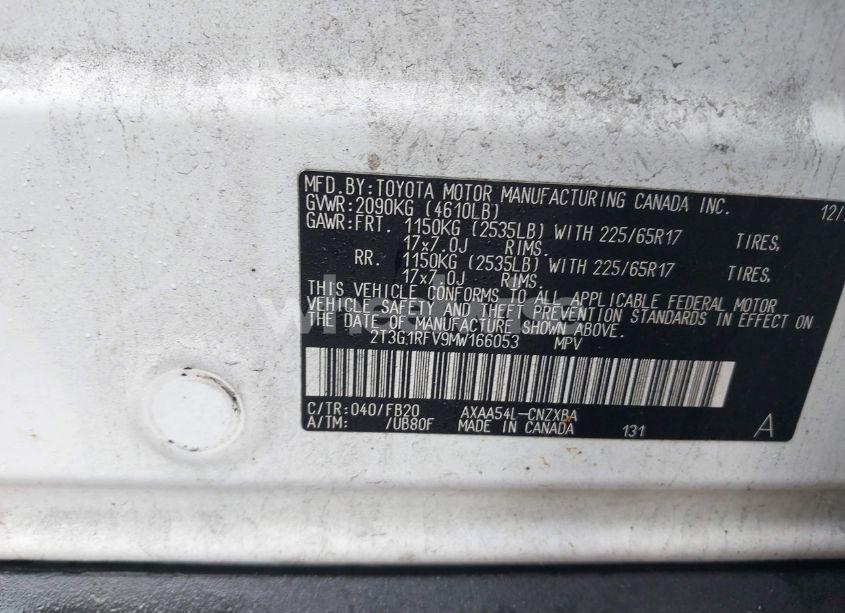 MFD.BY:TOYOTA MOTOR MANUFACTURING CANADA INC. 12/
GVWR:2090KG (4610LB)
GAWR:FRT. 1150KG (2535LB) WITH 225/65R17 TIRES,
17x7.0J RIMS.
RR. 1150KG (2535LB) WITH 225/65R17 TIRES,
17x7.0J RIMS.
THIS VEHICLE CONFORMS TO ALL APPLICABLE FEDERAL MOTOR
VEHICLE SAFETY AND THEFT PREVENTION STANDARDS IN EFFECT ON
THE DATE OF MANUFACTURE SHOWN ABOVE.
2T3G1RFV9MW166053 MPV
C/TR:040/FB20 AXAA54L-CNZXBA
A/TM: /UB80F MADE IN CANADA 131 A